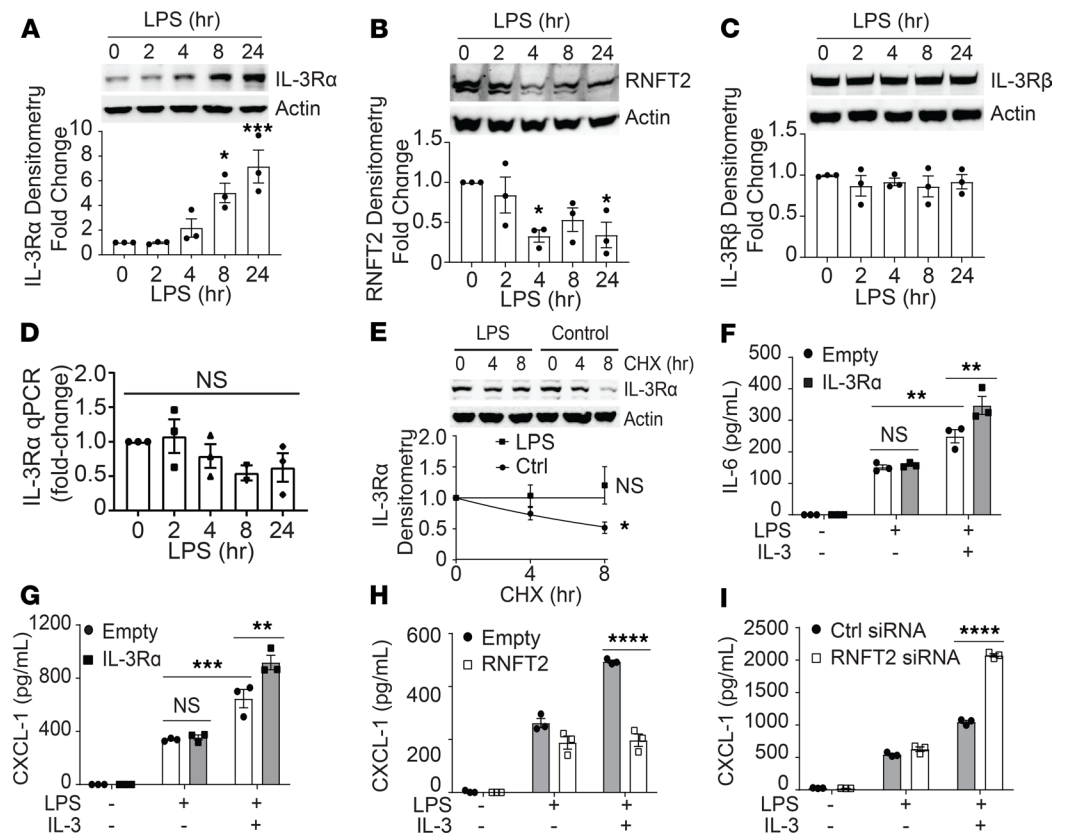 A
LPS (hr)
0 2 4 8 24
IL-3Rα
Actin
IL-3Rα Densitometry
Fold Change
10
8
6
4
2
0
*
***
0 2 4 8 24
LPS (hr)
B
LPS (hr)
0 2 4 8 24
RNFT2
Actin
RNFT2 Densitometry
Fold Change
1.5
1.0
0.5
0
*
*
0 2 4 8 24
LPS (hr)
C
LPS (hr)
0 2 4 8 24
IL-3Rβ
Actin
IL-3Rβ Densitometry
Fold Change
1.5
1.0
0.5
0
0 2 4 8 24
LPS (hr)
D
IL-3Rα qPCR
(fold-change)
2.0
1.5
1.0
0.5
0
NS
0 2 4 8 24
LPS (hr)
E
LPS Control
0 4 8 0 4 8 CHX (hr)
IL-3Rα
Actin
IL-3Rα
Densitometry
2.0
1.5
1.0
0.5
0
LPS
Ctrl
NS
*
0 4 8
CHX (hr)
F
IL-6 (pg/mL)
500
400
300
200
100
0
Empty
IL-3Rα
NS
**
**
LPS - + +
IL-3 - - +
G
CXCL-1 (pg/mL)
1200
800
400
0
Empty
IL-3Rα
NS
***
**
LPS - + +
IL-3 - - +
H
CXCL-1 (pg/mL)
600
400
200
0
Empty
RNFT2
****
LPS - + +
IL-3 - - +
I
CXCL-1 (pg/mL)
2500
2000
1500
1000
500
0
Ctrl siRNA
RNFT2 siRNA
****
LPS - + +
IL-3 - - +